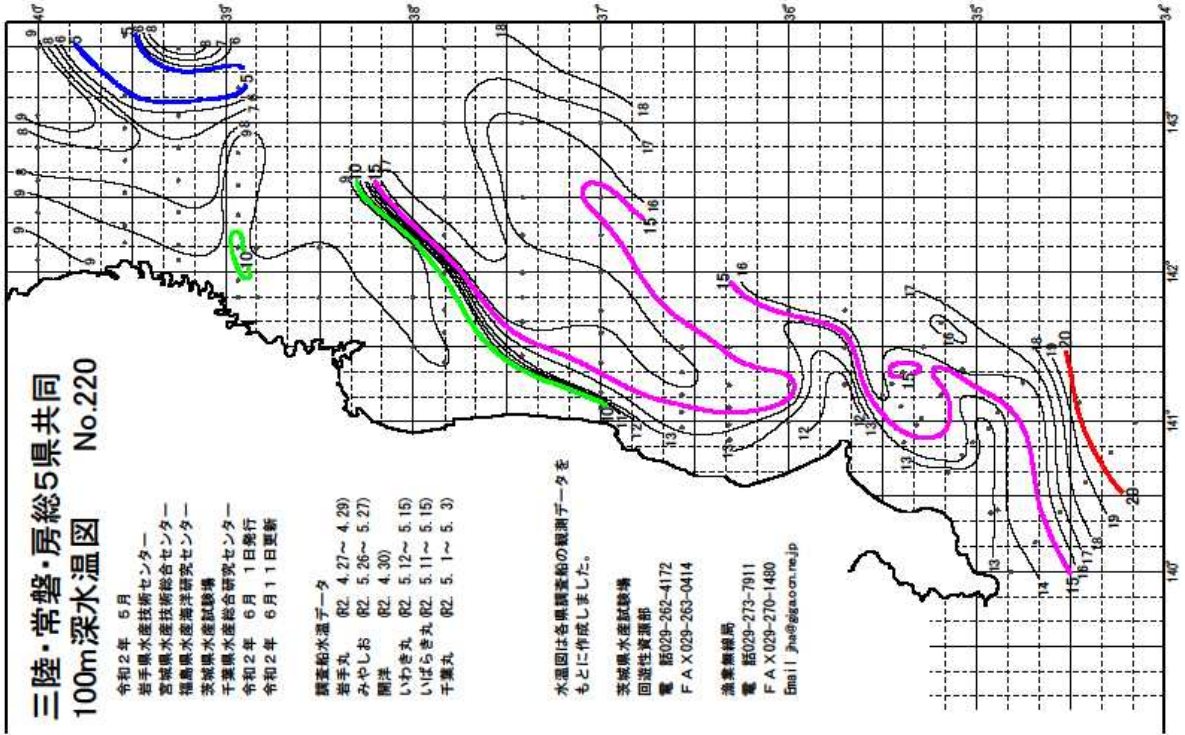 三陸・常磐・房総5県共同
100m深水温図 No.220
令和2年 5月
岩手県水産技術センター
宮城県水産技術総合センター
福島県水産海洋研究センター
茨城県水産試験場
千葉県水産総合研究センター
令和2年 6月 1日発行
令和2年 6月11日更新
調査船水温データ
岩手丸 (R2. 4.27～ 4.29)
みやしお (R2. 5.26～ 5.27)
開洋 (R2. 4.30)
いわき丸 (R2. 5.12～ 5.15)
いばらき丸 (R2. 5.11～ 5.15)
千葉丸 (R2. 5. 1～ 5. 3)
水温図は各県調査船の観測データを
もとに作成しました。
茨城県水産試験場
回遊性資源部
電 話029-262-4172
FAX029-263-0414
漁業無線局
電 話029-273-7911
FAX029-270-1480
Email jha@giga.ocn.ne.jp
40°
39°
38°
37°
36°
35°
34°
143°
142°
141°
140°